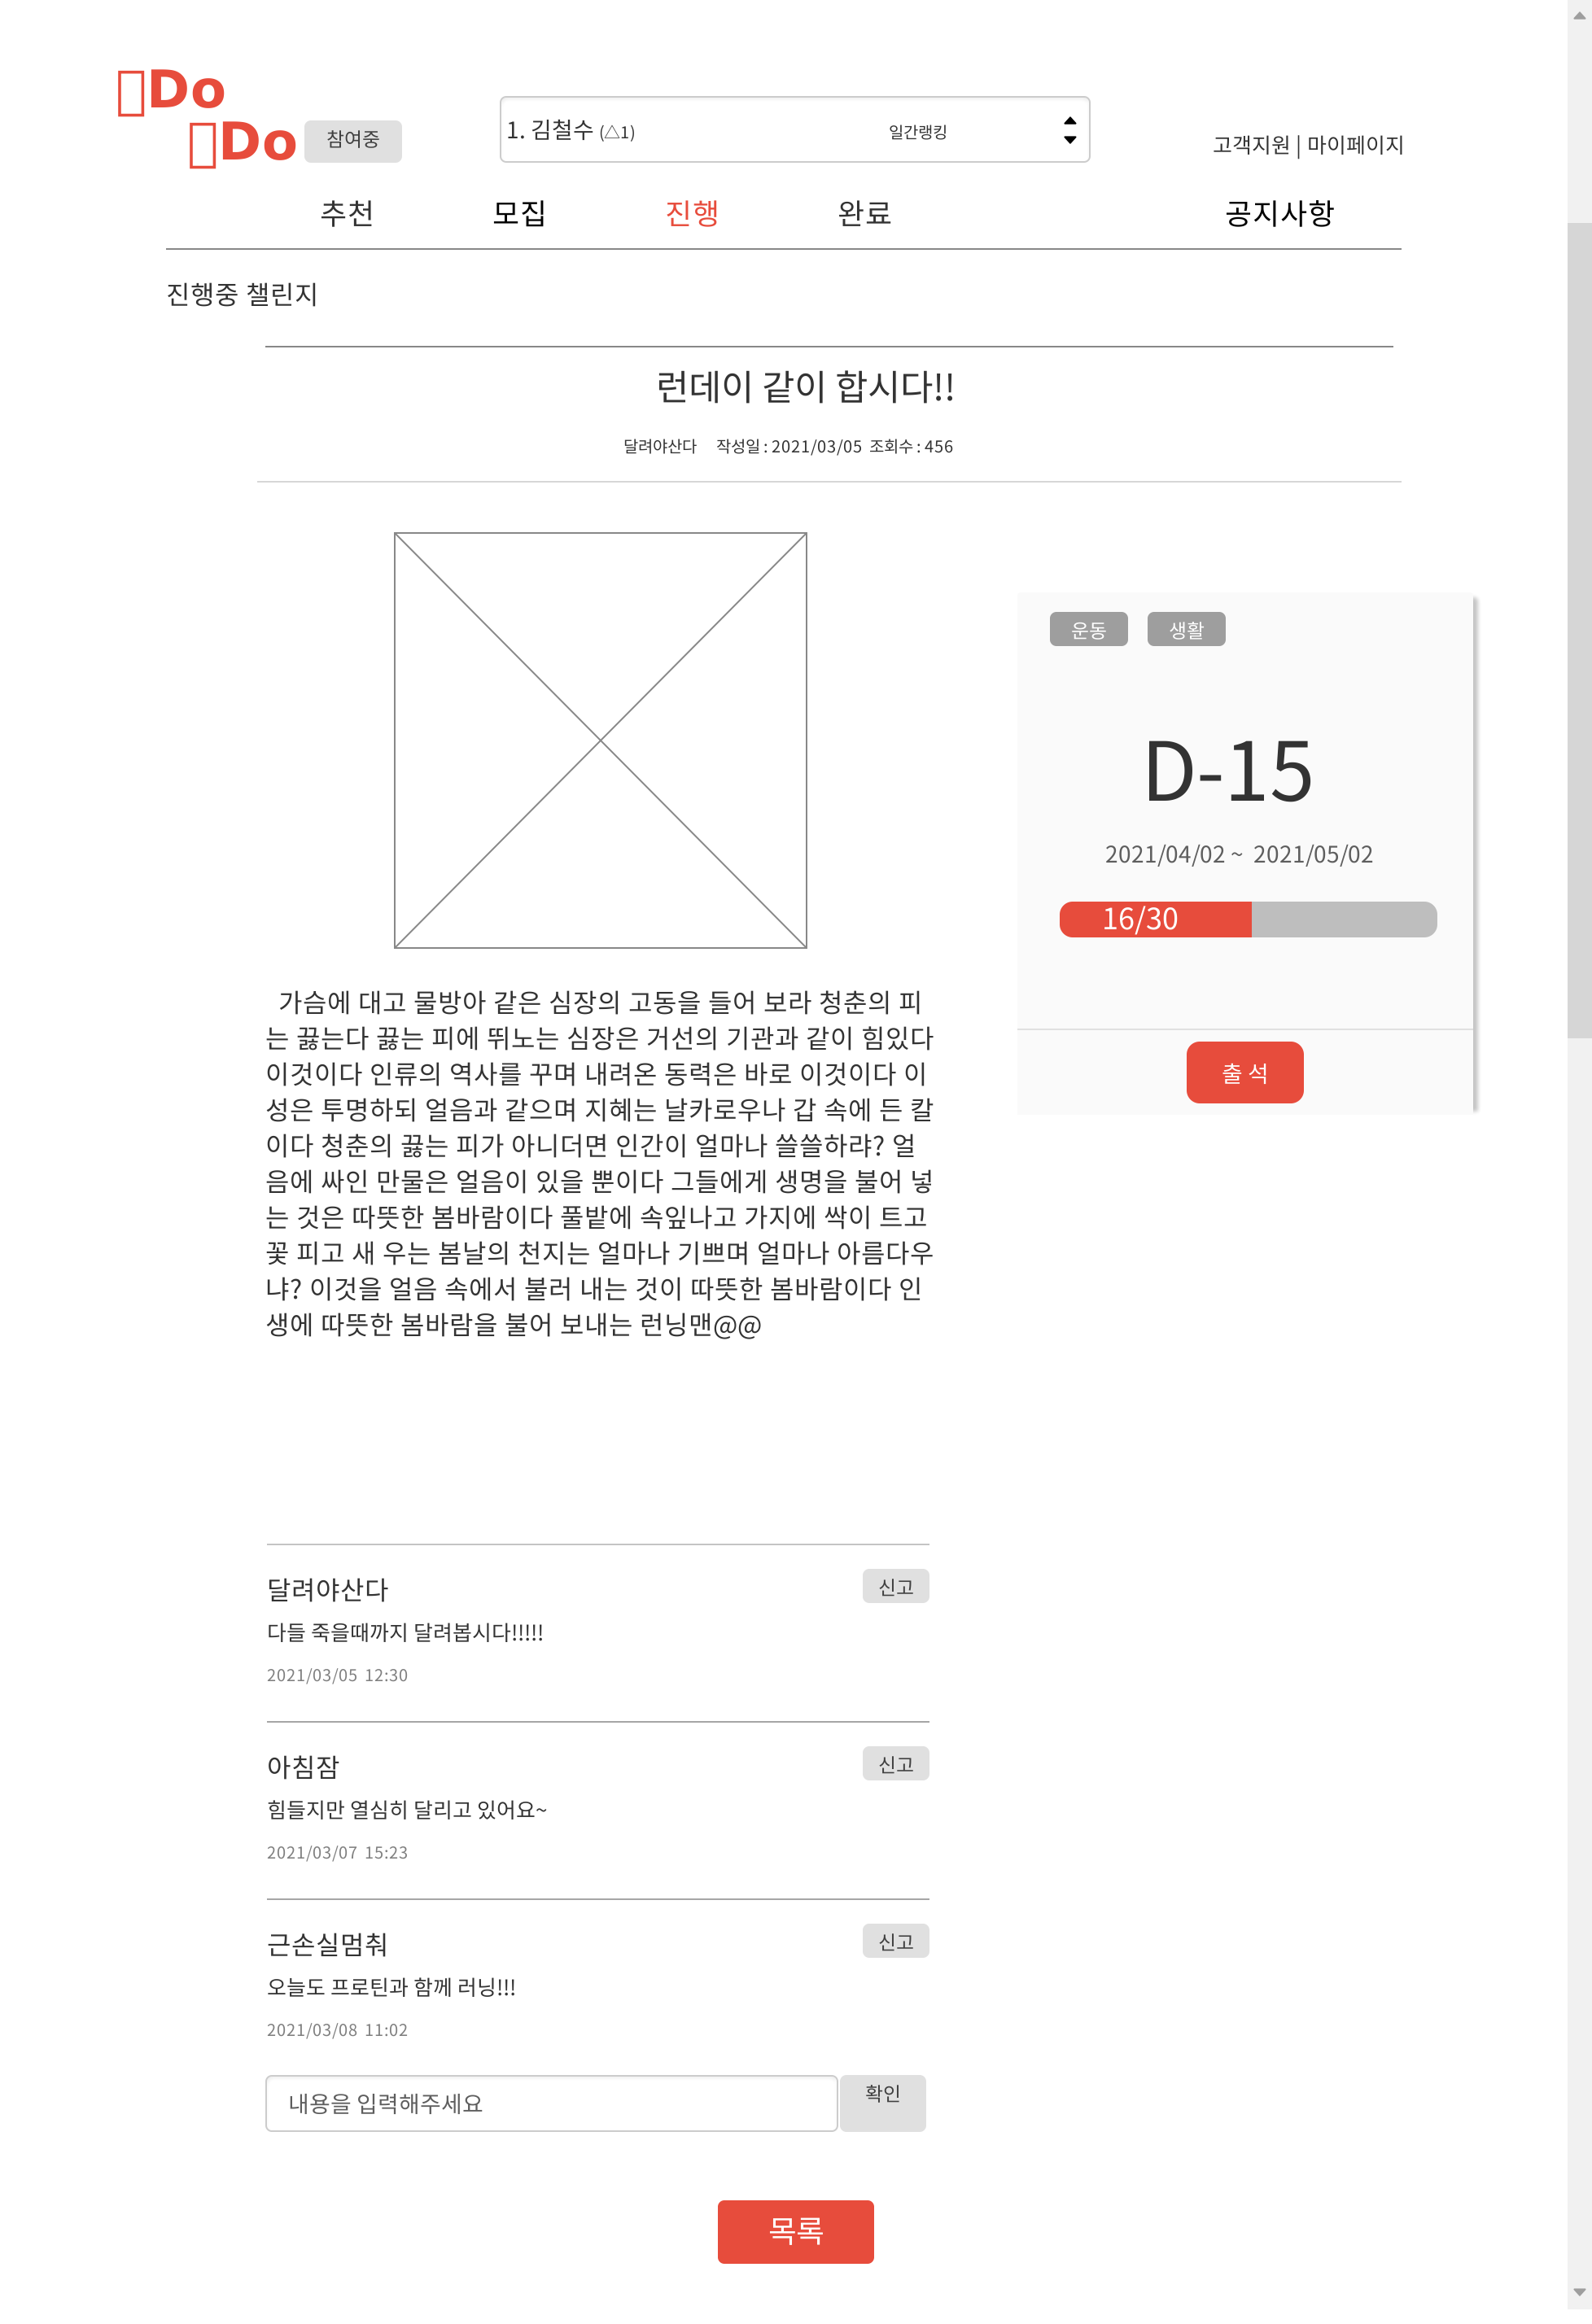 Do
Do
참여중
1. 김철수 (△1)
일간랭킹
고객지원 | 마이페이지
추천
모집
진행
완료
공지사항
진행중 챌린지
런데이 같이 합시다!!
달려야산다 작성일 : 2021/03/05 조회수 : 456
운동
생활
D-15
2021/04/02 ~ 2021/05/02
16/30
출 석
가슴에 대고 물방아 같은 심장의 고동을 들어 보라 청춘의 피
는 끓는다 끓는 피에 뛰노는 심장은 거선의 기관과 같이 힘있다
이것이다 인류의 역사를 꾸며 내려온 동력은 바로 이것이다 이
성은 투명하되 얼음과 같으며 지혜는 날카로우나 갑 속에 든 칼
이다 청춘의 끓는 피가 아니더면 인간이 얼마나 쓸쓸하랴? 얼
음에 싸인 만물은 얼음이 있을 뿐이다 그들에게 생명을 불어 넣
는 것은 따뜻한 봄바람이다 풀밭에 속잎나고 가지에 싹이 트고
꽃 피고 새 우는 봄날의 천지는 얼마나 기쁘며 얼마나 아름다우
냐? 이것을 얼음 속에서 불러 내는 것이 따뜻한 봄바람이다 인
생에 따뜻한 봄바람을 불어 보내는 런닝맨@@
달려야산다
신고
다들 죽을때까지 달려봅시다!!!!!
2021/03/05 12:30
아침잠
신고
힘들지만 열심히 달리고 있어요~
2021/03/07 15:23
근손실멈춰
신고
오늘도 프로틴과 함께 러닝!!!
2021/03/08 11:02
내용을 입력해주세요
확인
목록